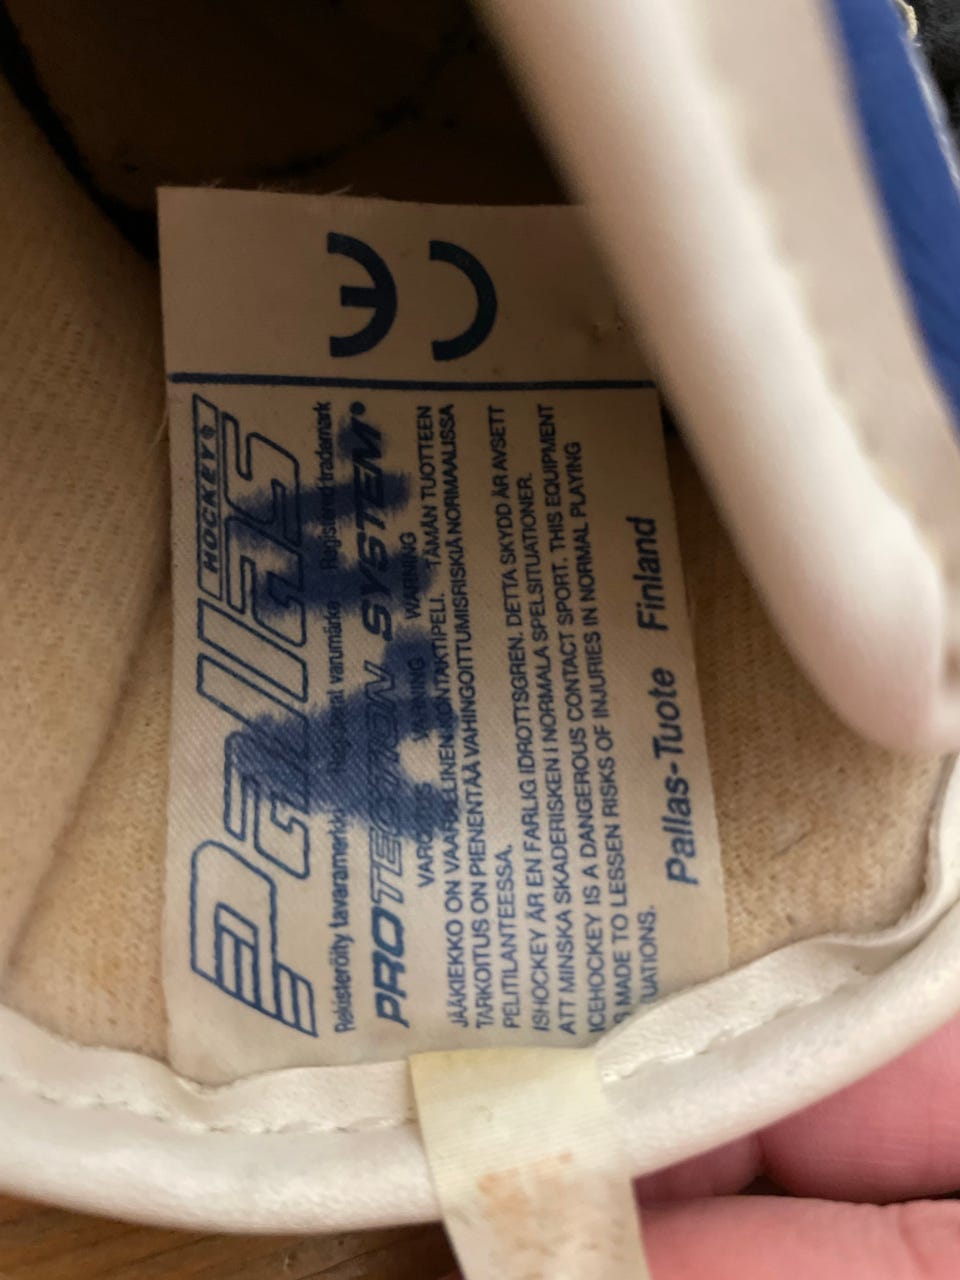 CE
HOCKEY
Pallas
Rekisteröity tavaramerkki Registrerat varumärke Registered trademark
PROTECTION SYSTEM
VAROITUS VARNING WARNING
JÄÄKIEKKO ON VAARALLINEN KONTAKTIPELI. TÄMÄN TUOTTEEN
TARKOITUS ON PIENENTÄÄ VAHINGOITTUMISRISKIÄ NORMAALISSA
PELITILANTEESSA.
ISHOCKEY ÄR EN FARLIG IDROTTSGREN. DETTA SKYDD ÄR AVSETT
ATT MINSKA SKADERISKEN I NORMALA SPELSITUATIONER.
ICEHOCKEY IS A DANGEROUS CONTACT SPORT. THIS EQUIPMENT
S MADE TO LESSEN RISKS OF INJURIES IN NORMAL PLAYING
UATIONS.
Pallas-Tuote Finland